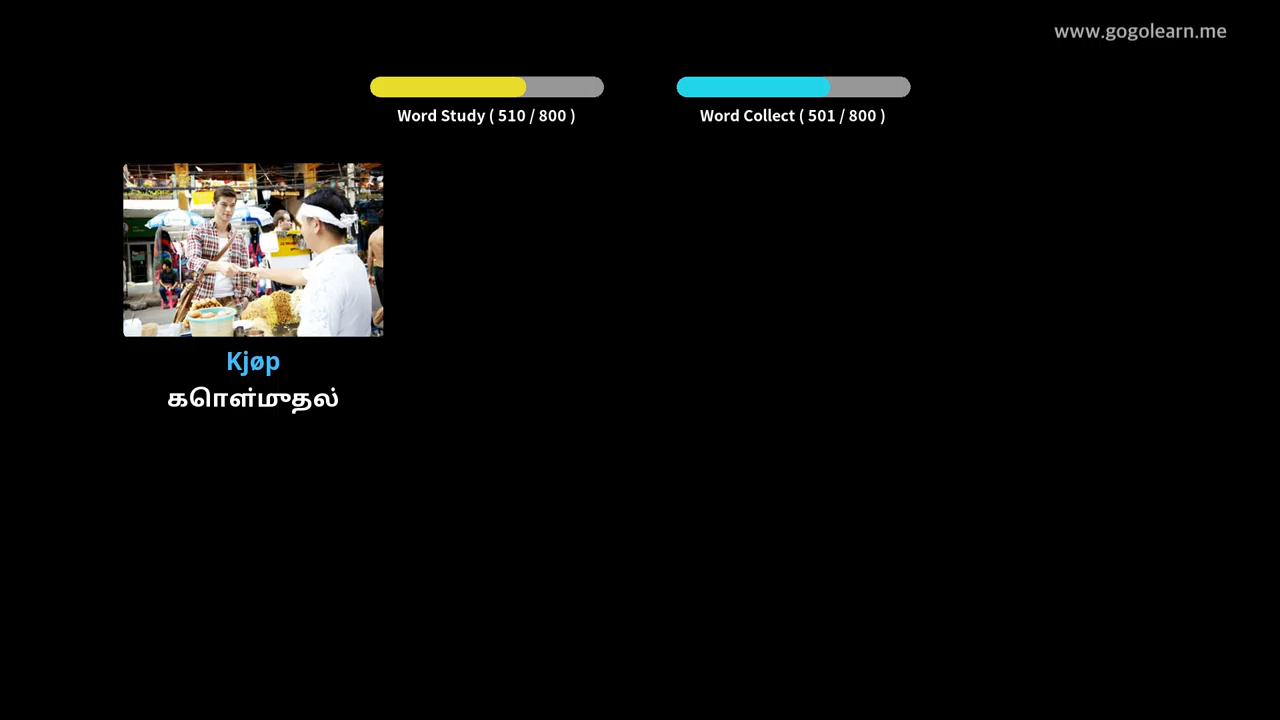 www.gogolearn.me
Word Study ( 510 / 800 )
Word Collect ( 501 / 800 )
Kjøp
கொள்முதல்